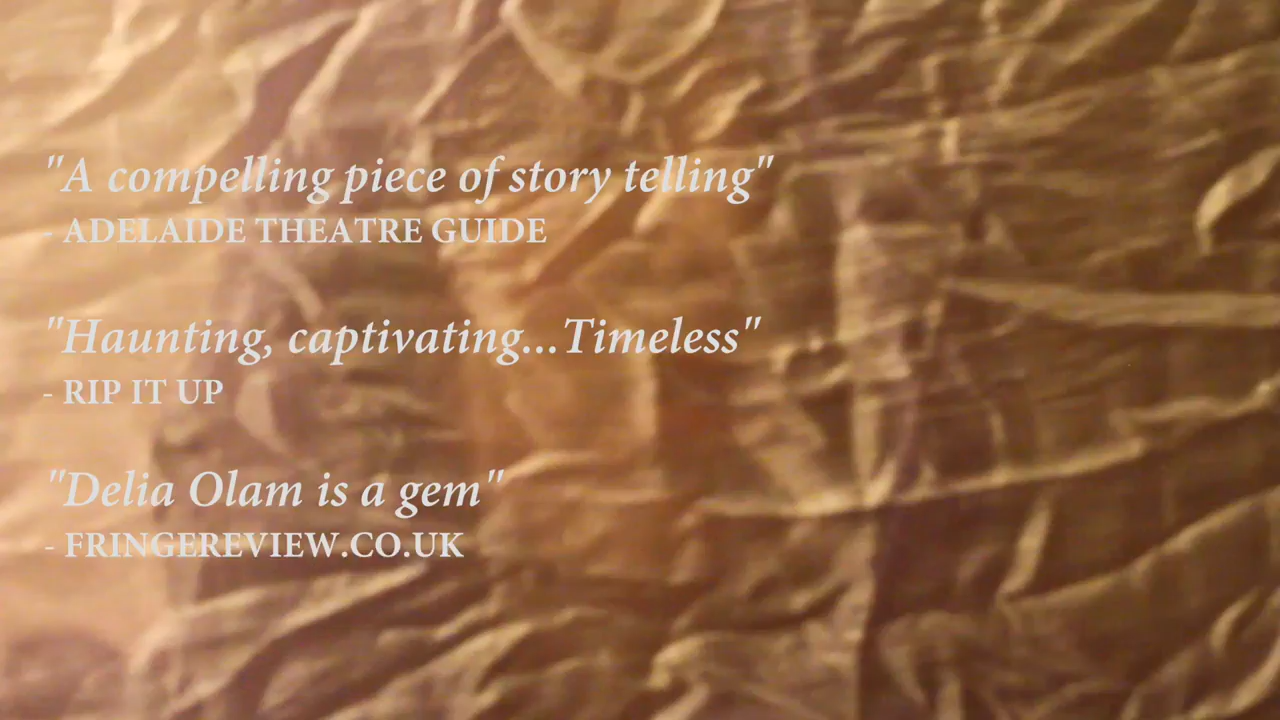 "A compelling piece of story telling"
- ADELAIDE THEATRE GUIDE
"Haunting, captivating...Timeless"
- RIP IT UP
"Delia Olam is a gem"
- FRINGEREVIEW.CO.UK